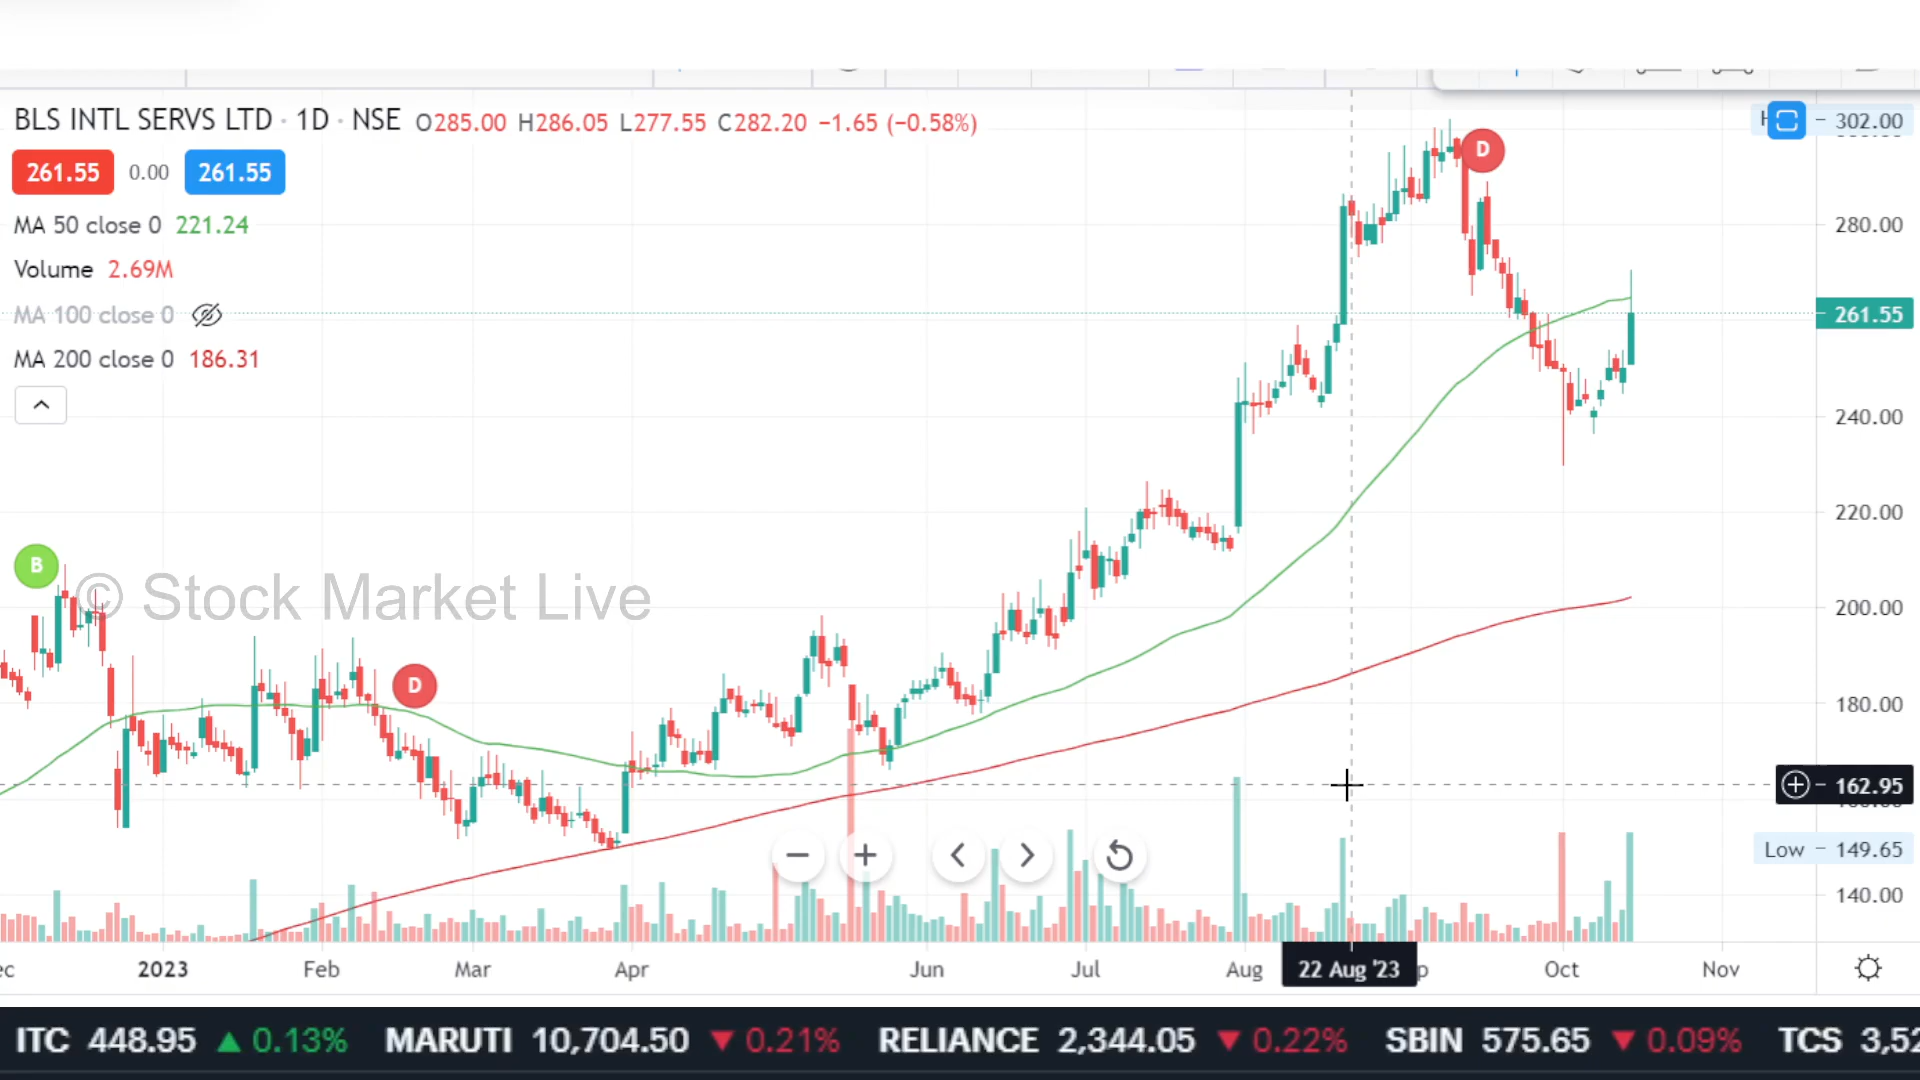 BLS INTL SERVS LTD · 1D · NSE O285.00 H286.05 L277.55 C282.20 −1.65 (−0.58%)
302.00
261.55 0.00 261.55
D
MA 50 close 0 221.24
280.00
Volume 2.69M
MA 100 close 0
261.55
MA 200 close 0 186.31
240.00
220.00
B
© Stock Market Live
200.00
D
180.00
162.95
Low 149.65
140.00
2023 Feb Mar Apr Jun Jul Aug 22 Aug '23 Oct Nov
ITC 448.95 ▲ 0.13% MARUTI 10,704.50 ▼ 0.21% RELIANCE 2,344.05 ▼ 0.22% SBIN 575.65 ▼ 0.09% TCS 3,52